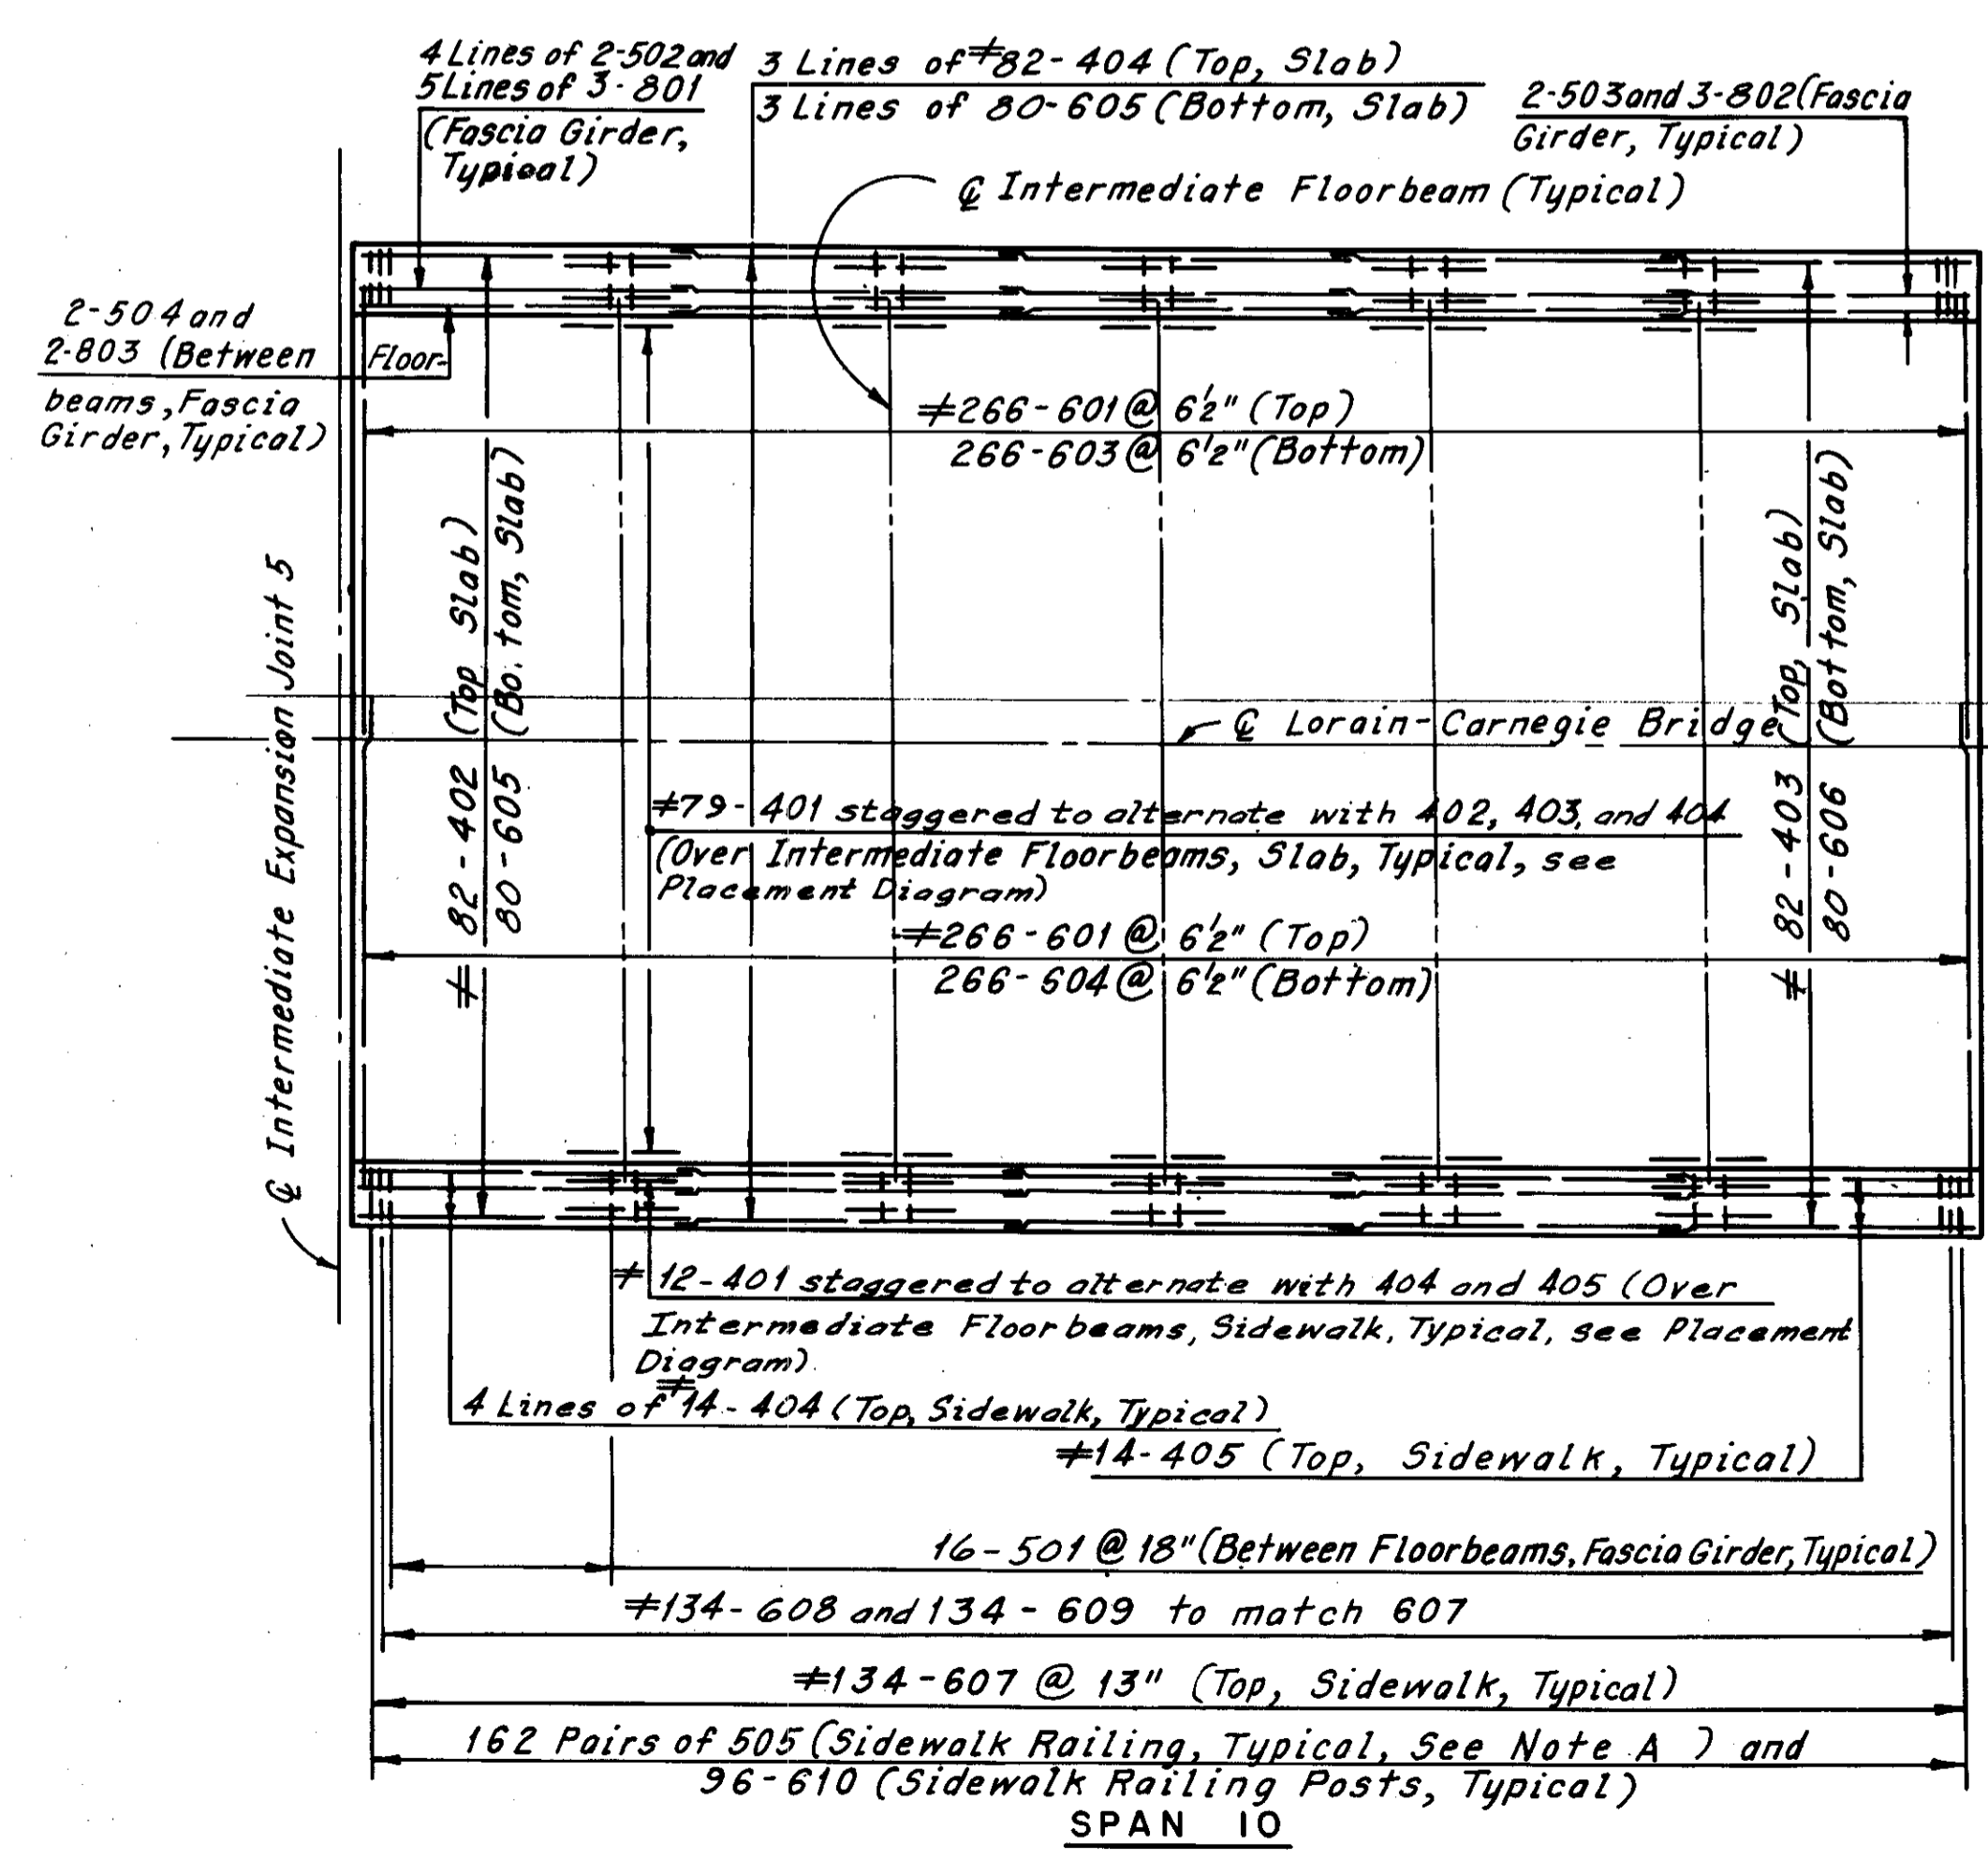 4 Lines of 2-502 and
5 Lines of 3-801
(Fascia Girder,
Typical)
3 Lines of ≠82-404 (Top, Slab)
3 Lines of 80-605 (Bottom, Slab)
2-503 and 3-802 (Fascia
Girder, Typical)
℄ Intermediate Floorbeam (Typical)
2-504 and
2-803 (Between Floor-
beams, Fascia
Girder, Typical)
≠266-601 @ 6½" (Top)
266-603 @ 6½" (Bottom)
≠ 82-402 (Top Slab)
80-605 (Bo.tom, Slab)
≠ 82-403 (Top, Slab)
80-606 (Bottom, Slab)
℄ Intermediate Expansion Joint 5
℄ Lorain-Carnegie Bridge
≠79-401 staggered to alternate with 402, 403, and 404
(Over Intermediate Floorbeams, Slab, Typical, see
Placement Diagram)
≠266-601 @ 6½" (Top)
266-604 @ 6½" (Bottom)
≠ 12-401 staggered to alternate with 404 and 405 (Over
Intermediate Floorbeams, Sidewalk, Typical, see Placement
Diagram)
4 Lines of ≠14-404 (Top, Sidewalk, Typical)
≠14-405 (Top, Sidewalk, Typical)
16-501 @ 18" (Between Floorbeams, Fascia Girder, Typical)
≠134-608 and 134-609 to match 607
≠134-607 @ 13" (Top, Sidewalk, Typical)
162 Pairs of 505 (Sidewalk Railing, Typical, See Note A ) and
96-610 (Sidewalk Railing Posts, Typical)
SPAN 10